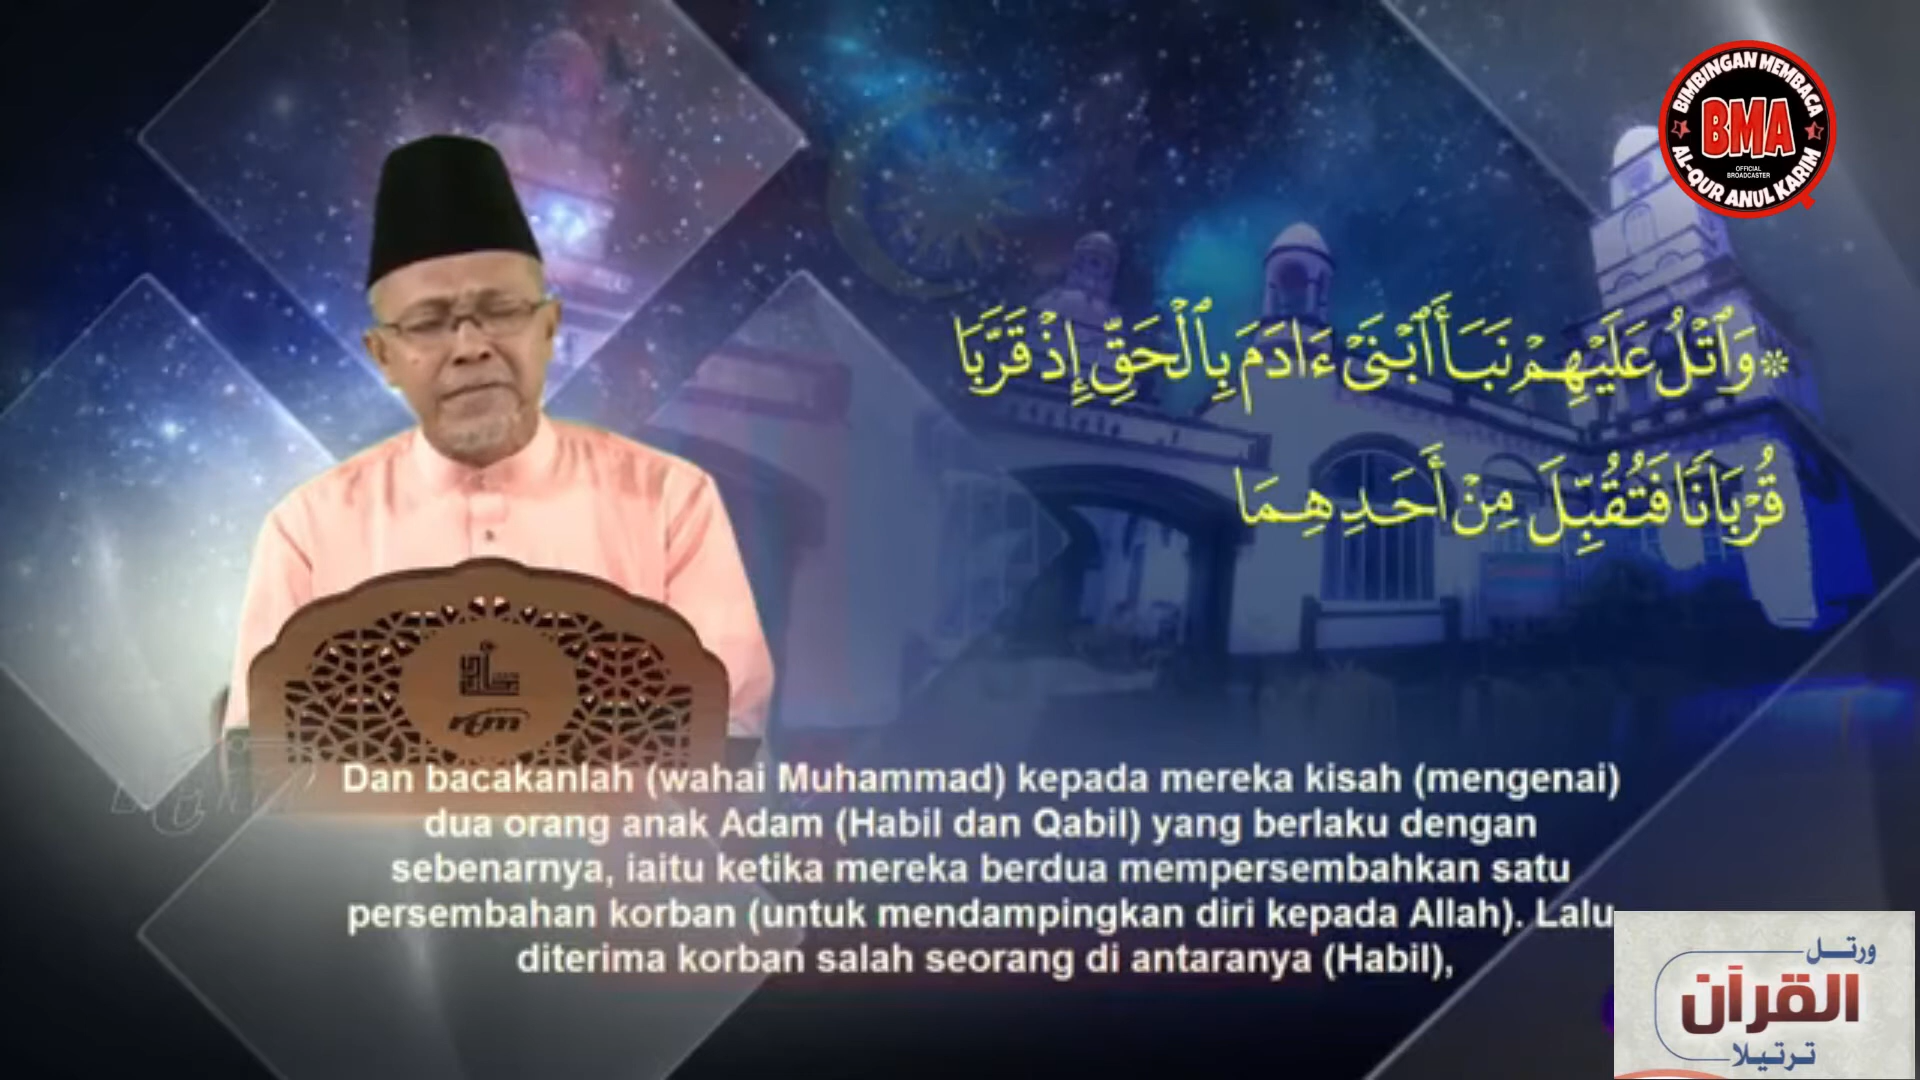 BIMBINGAN MEMBACA
BMA
OFFICIAL
BROADCASTER
AL-QUR ANUL KARIM
۞ وَٱتْلُ عَلَيْهِمْ نَبَأَ ٱبْنَىْ ءَادَمَ بِٱلْحَقِّ إِذْ قَرَّبَا
قُرْبَانًا فَتُقُبِّلَ مِنْ أَحَدِهِمَا
rtm
Dan bacakanlah (wahai Muhammad) kepada mereka kisah (mengenai)
dua orang anak Adam (Habil dan Qabil) yang berlaku dengan
sebenarnya, iaitu ketika mereka berdua mempersembahkan satu
persembahan korban (untuk mendampingkan diri kepada Allah). Lalu
diterima korban salah seorang di antaranya (Habil),
ورتل
القرآن
ترتيلا